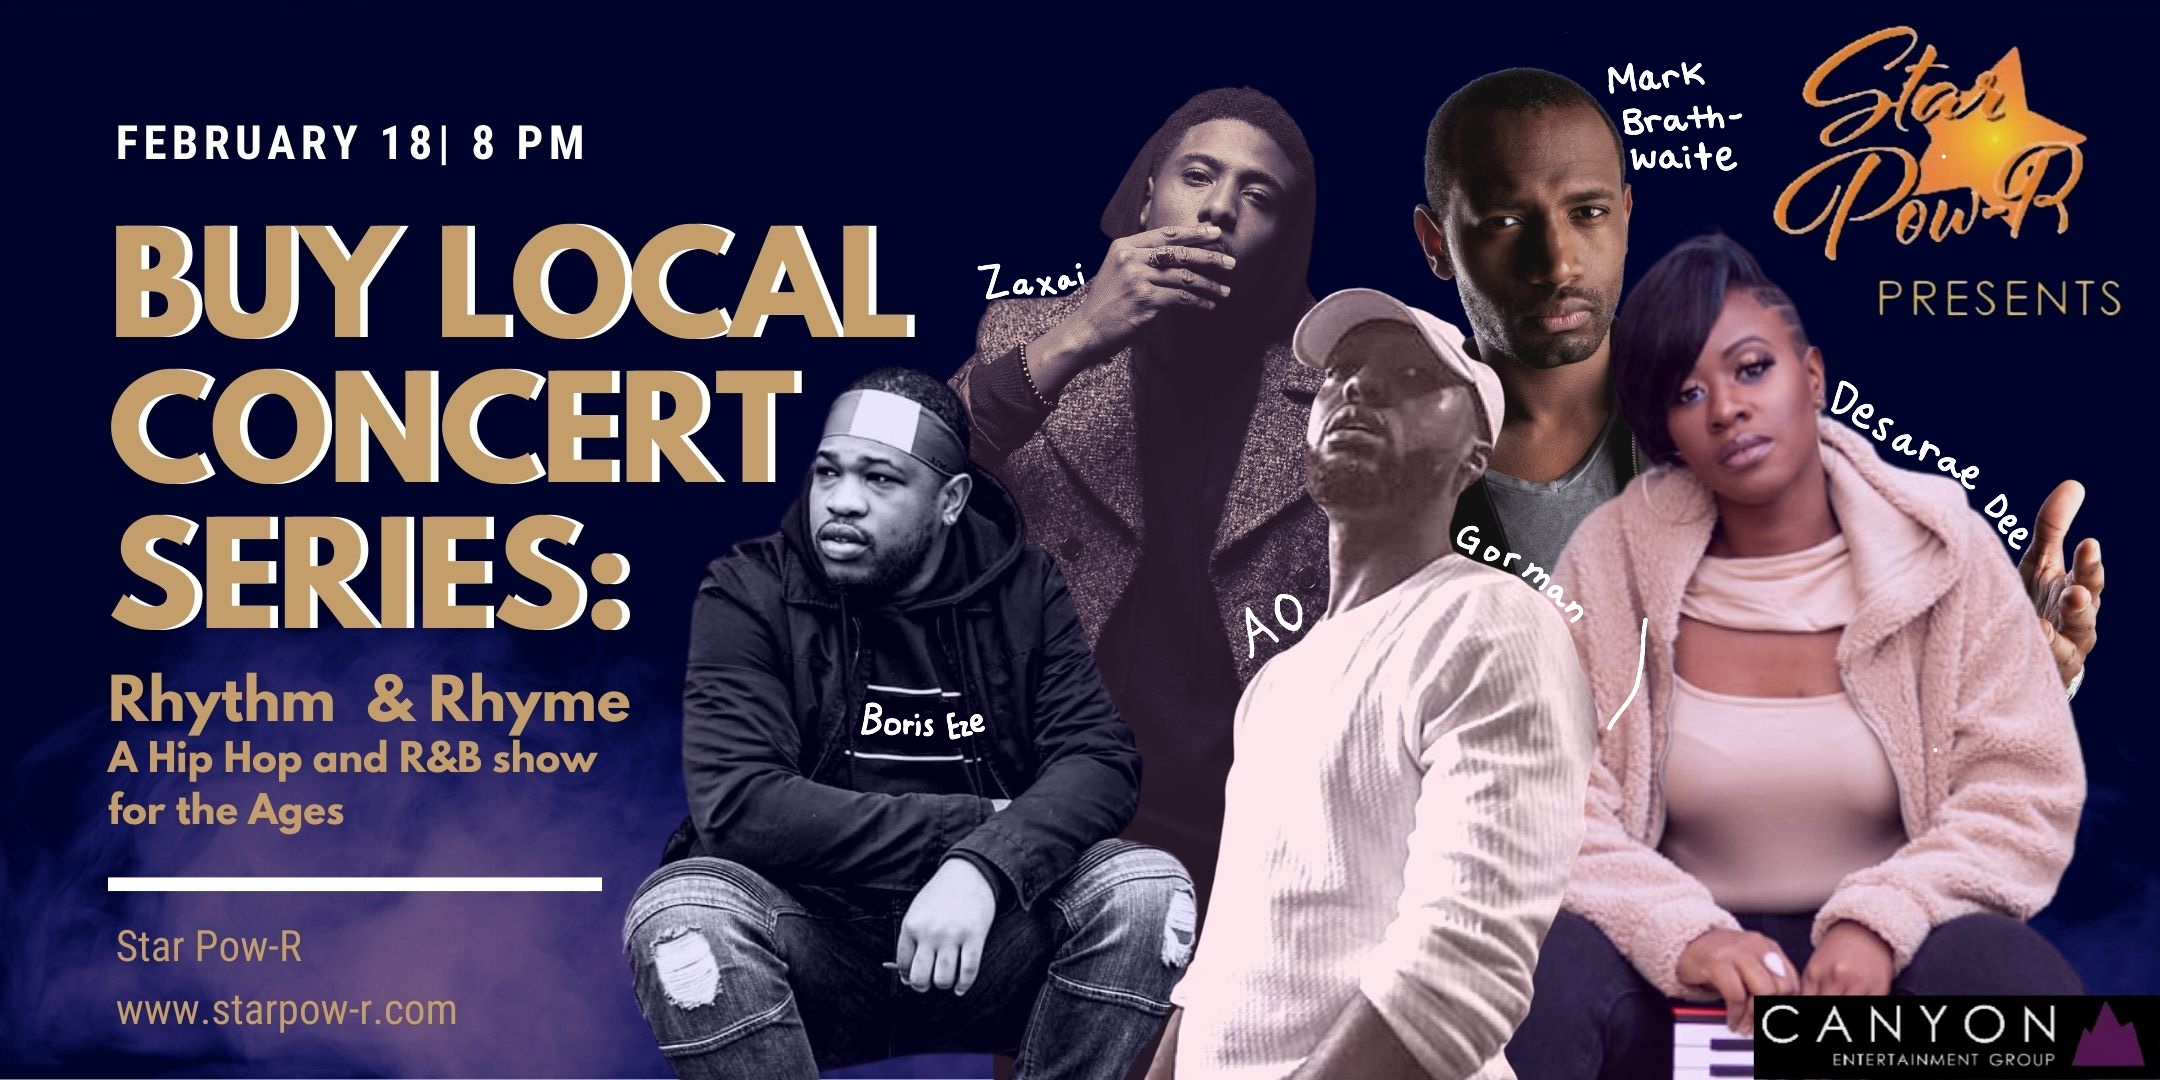 FEBRUARY 18| 8 PM
BUY LOCAL
CONCERT
SERIES:
Rhythm & Rhyme
A Hip Hop and R&B show
for the Ages
Star Pow-R
www.starpow-r.com
Boris Eze
Zaxai
AO
Gorman
Mark
Brath-
waite
Desarae Dee
Star
Pow-R
PRESENTS
CANYON
ENTERTAINMENT GROUP